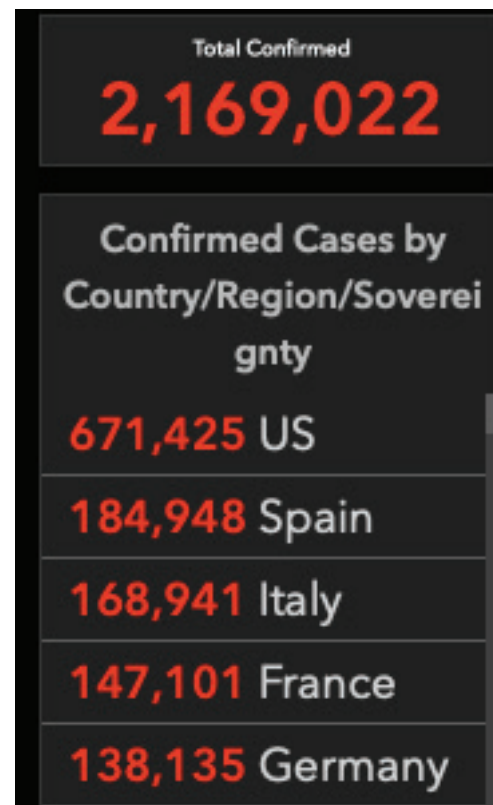 Total Confirmed
2,169,022
Confirmed Cases by
Country/Region/Soverei
gnty
671,425 US
184,948 Spain
168,941 Italy
147,101 France
138,135 Germany